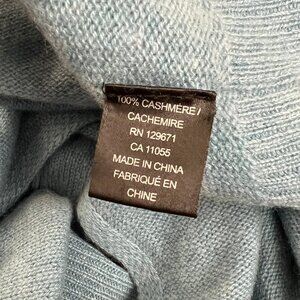 100% CASHMERE /
CACHEMIRE
RN 129671
CA 11055
MADE IN CHINA
FABRIQUÉ EN
CHINE